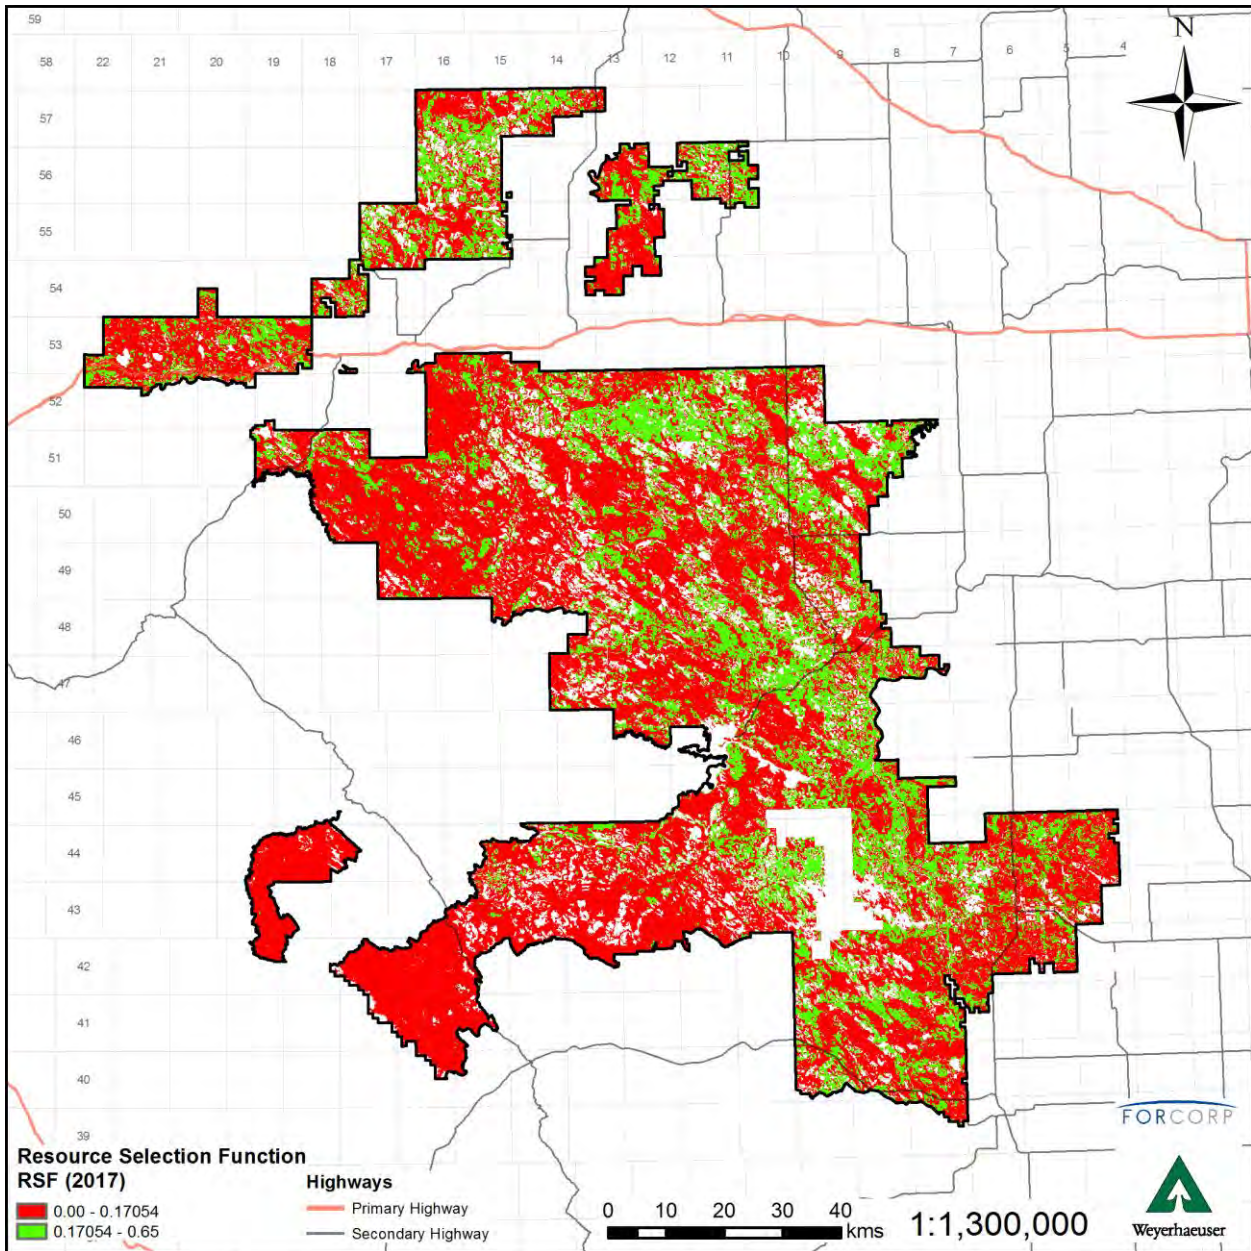 59
N
58 22 21 20 19 18 17 16 15 14 13 12 11 10 9 8 7 6 5 4
57
56
55
54
53
52
51
50
49
48
47
46
45
44
43
42
41
40
39
FORCORP
Resource Selection Function
RSF (2017)
0.00 - 0.17054
0.17054 - 0.65
Highways
Primary Highway
Secondary Highway
0 10 20 30 40
kms
1:1,300,000
Weyerhaeuser